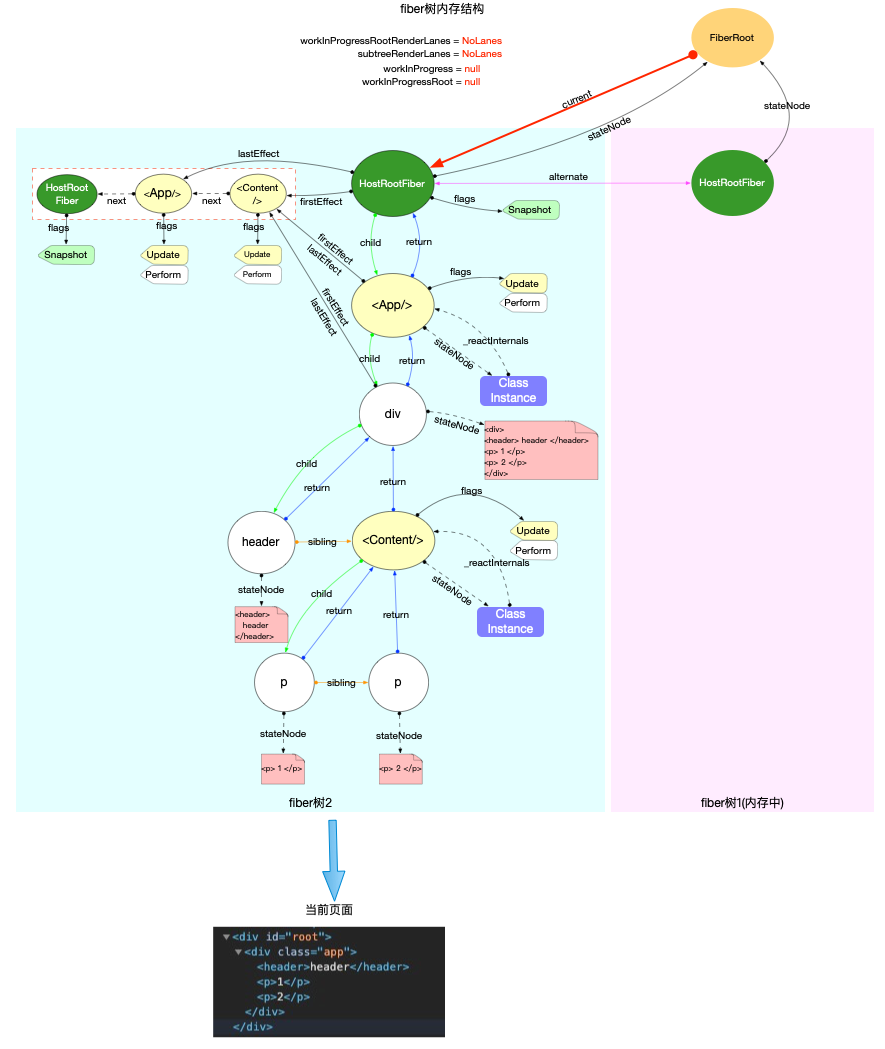 fiber树内存结构
workInProgressRootRenderLanes = NoLanes
subtreeRenderLanes = NoLanes
workInProgress = null
workInProgressRoot = null
FiberRoot
current
stateNode
stateNode
lastEffect
HostRoot
Fiber
next
<App/>
next
<Content
/>
firstEffect
HostRootFiber
alternate
HostRootFiber
flags
Snapshot
flags
Snapshot
flags
Update
Perform
flags
Update
Perform
child
return
firstEffect
lastEffect
firstEffect
lastEffect
<App/>
flags
Update
Perform
_reactInternals
stateNode
child
return
Class
Instance
div
stateNode
<div>
<header> header </header>
<p> 1 </p>
<p> 2 </p>
</div>
child
return
return
flags
header
sibling
<Content/>
Update
Perform
_reactInternals
stateNode
stateNode
child
return
return
<header>
header
</header>
Class
Instance
p
sibling
p
stateNode
stateNode
<p> 1 </p>
<p> 2 </p>
fiber树2
fiber树1(内存中)
当前页面
<div id="root">
<div class="app">
<header>header</header>
<p>1</p>
<p>2</p>
</div>
</div>